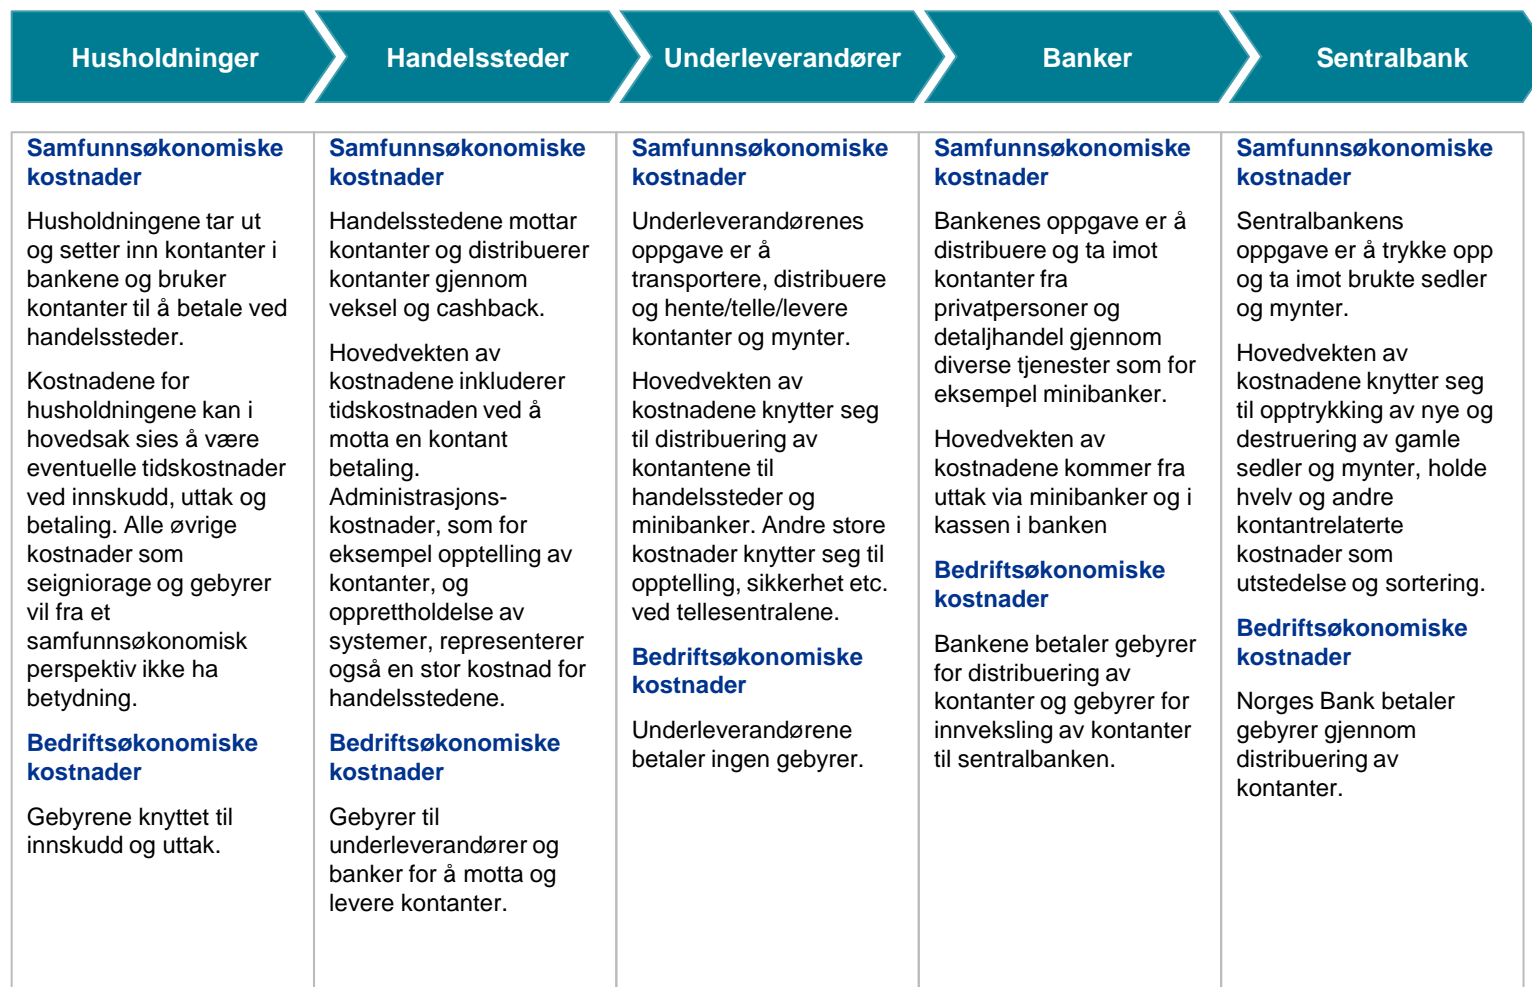 Husholdninger
Handelssteder
Underleverandører
Banker
Sentralbank
Samfunnsøkonomiske
kostnader
Husholdningene tar ut
og setter inn kontanter i
bankene og bruker
kontanter til å betale ved
handelssteder.
Kostnadene for
husholdningene kan i
hovedsak sies å være
eventuelle tidskostnader
ved innskudd, uttak og
betaling. Alle øvrige
kostnader som
seigniorage og gebyrer
vil fra et
samfunnsøkonomisk
perspektiv ikke ha
betydning.
Bedriftsøkonomiske
kostnader
Gebyrene knyttet til
innskudd og uttak.
Samfunnsøkonomiske
kostnader
Handelsstedene mottar
kontanter og distribuerer
kontanter gjennom
veksel og cashback.
Hovedvekten av
kostnadene inkluderer
tidskostnaden ved å
motta en kontant
betaling.
Administrasjons-
kostnader, som for
eksempel opptelling av
kontanter, og
opprettholdelse av
systemer, representerer
også en stor kostnad for
handelsstedene.
Bedriftsøkonomiske
kostnader
Gebyrer til
underleverandører og
banker for å motta og
levere kontanter.
Samfunnsøkonomiske
kostnader
Underleverandørenes
oppgave er å
transportere, distribuere
og hente/telle/levere
kontanter og mynter.
Hovedvekten av
kostnadene knytter seg
til distribuering av
kontantene til
handelssteder og
minibanker. Andre store
kostnader knytter seg til
opptelling, sikkerhet etc.
ved tellesentralene.
Bedriftsøkonomiske
kostnader
Underleverandørene
betaler ingen gebyrer.
Samfunnsøkonomiske
kostnader
Bankenes oppgave er å
distribuere og ta imot
kontanter fra
privatpersoner og
detaljhandel gjennom
diverse tjenester som for
eksempel minibanker.
Hovedvekten av
kostnadene kommer fra
uttak via minibanker og i
kassen i banken
Bedriftsøkonomiske
kostnader
Bankene betaler gebyrer
for distribuering av
kontanter og gebyrer for
innveksling av kontanter
til sentralbanken.
Samfunnsøkonomiske
kostnader
Sentralbankens
oppgave er å trykke opp
og ta imot brukte sedler
og mynter.
Hovedvekten av
kostnadene knytter seg
til opptrykking av nye og
destruering av gamle
sedler og mynter, holde
hvelv og andre
kontantrelaterte
kostnader som
utstedelse og sortering.
Bedriftsøkonomiske
kostnader
Norges Bank betaler
gebyrer gjennom
distribuering av
kontanter.